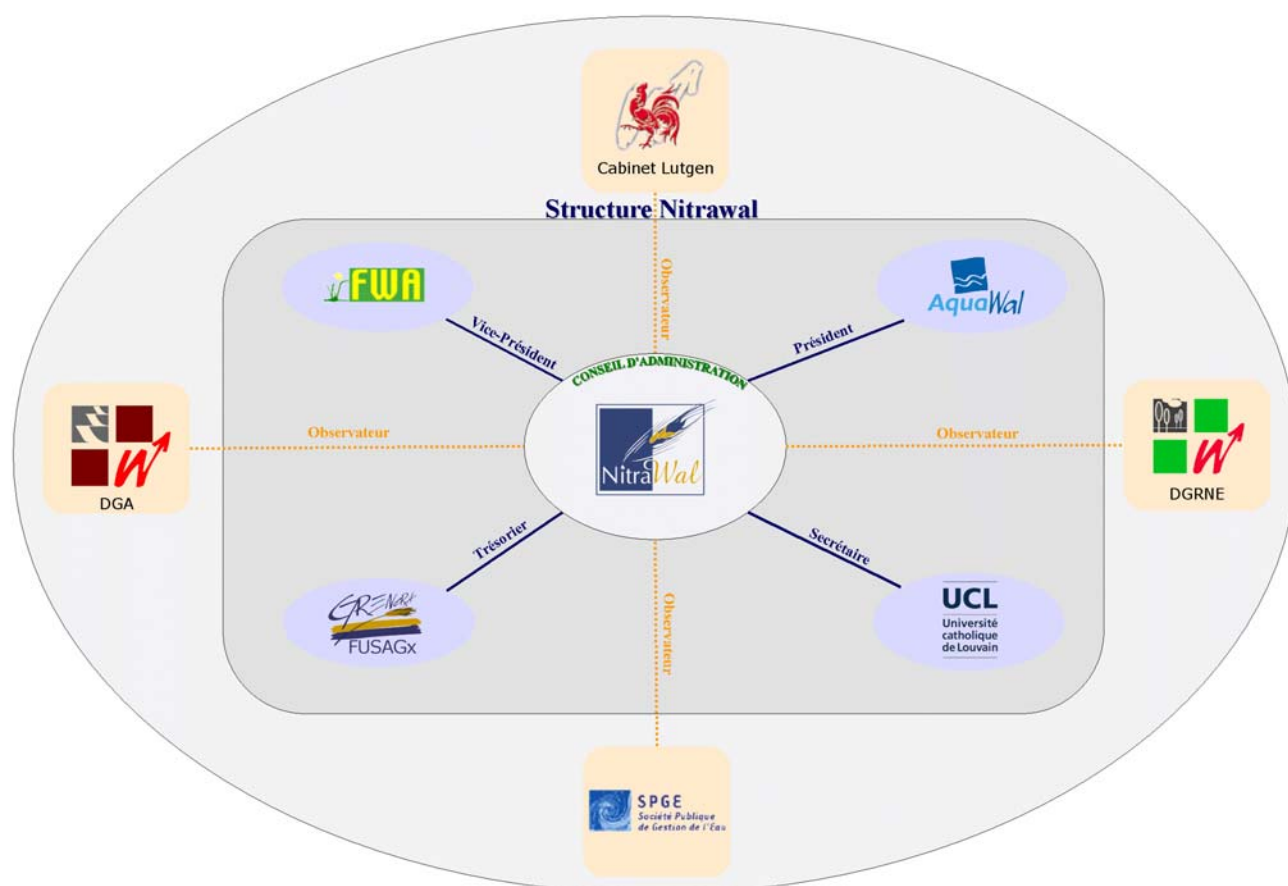 Cabinet Lutgen
Structure Nitrawal
FWA
AquaWal
Observateur
Vice-Président
Président
CONSEIL D'ADMINISTRATION
DGA
Observateur
NitraWal
Observateur
DGRNE
Trésorier
Secrétaire
GRENeRA
FUSAGx
Observateur
UCL
Université
catholique
de Louvain
SPGE
Société Publique
de Gestion de l'Eau